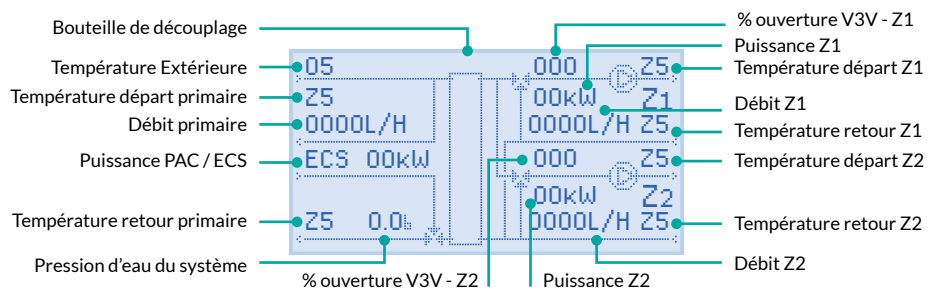 Bouteille de découplage
% ouverture V3V - Z1
Puissance Z1
Température Extérieure
05
000
Z5
Température départ Z1
Température départ primaire
Z5
00kW
Z1
Débit Z1
Débit primaire
0000L/H
0000L/H Z5
Température retour Z1
Puissance PAC / ECS
ECS 00kW
000
Z5
Température départ Z2
00kW
Z2
Température retour primaire
Z5
0.0b
0000L/H Z5
Température retour Z2
Pression d'eau du système
Débit Z2
% ouverture V3V - Z2
Puissance Z2